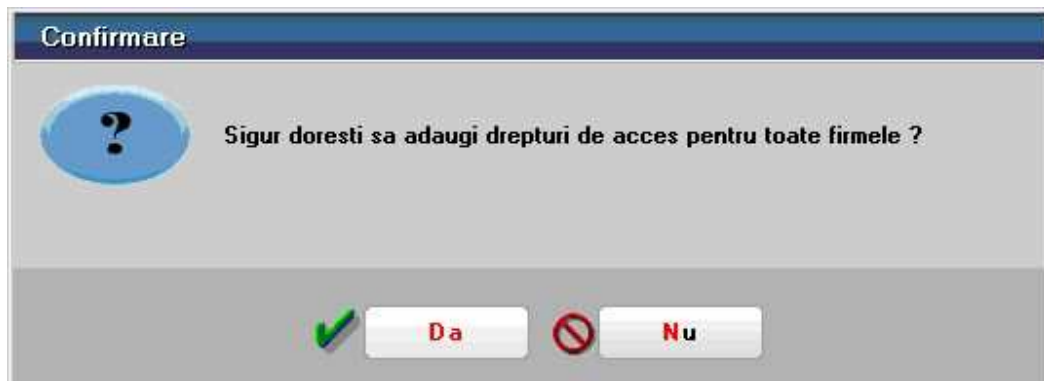 Confirmare
?
Sigur doresti sa adaugi drepturi de acces pentru toate firmele ?
Da
Nu